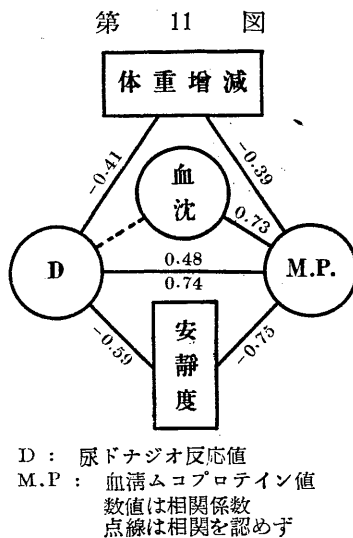 第 11 図
体重増減
-0.41
-0.39
血沈
0.73
D
0.48
0.74
M.P.
-0.59
安静度
-0.75
D : 尿ドナジオ反応値
M.P : 血清ムコプロテイン値
数値は相関係数
点線は相関を認めず